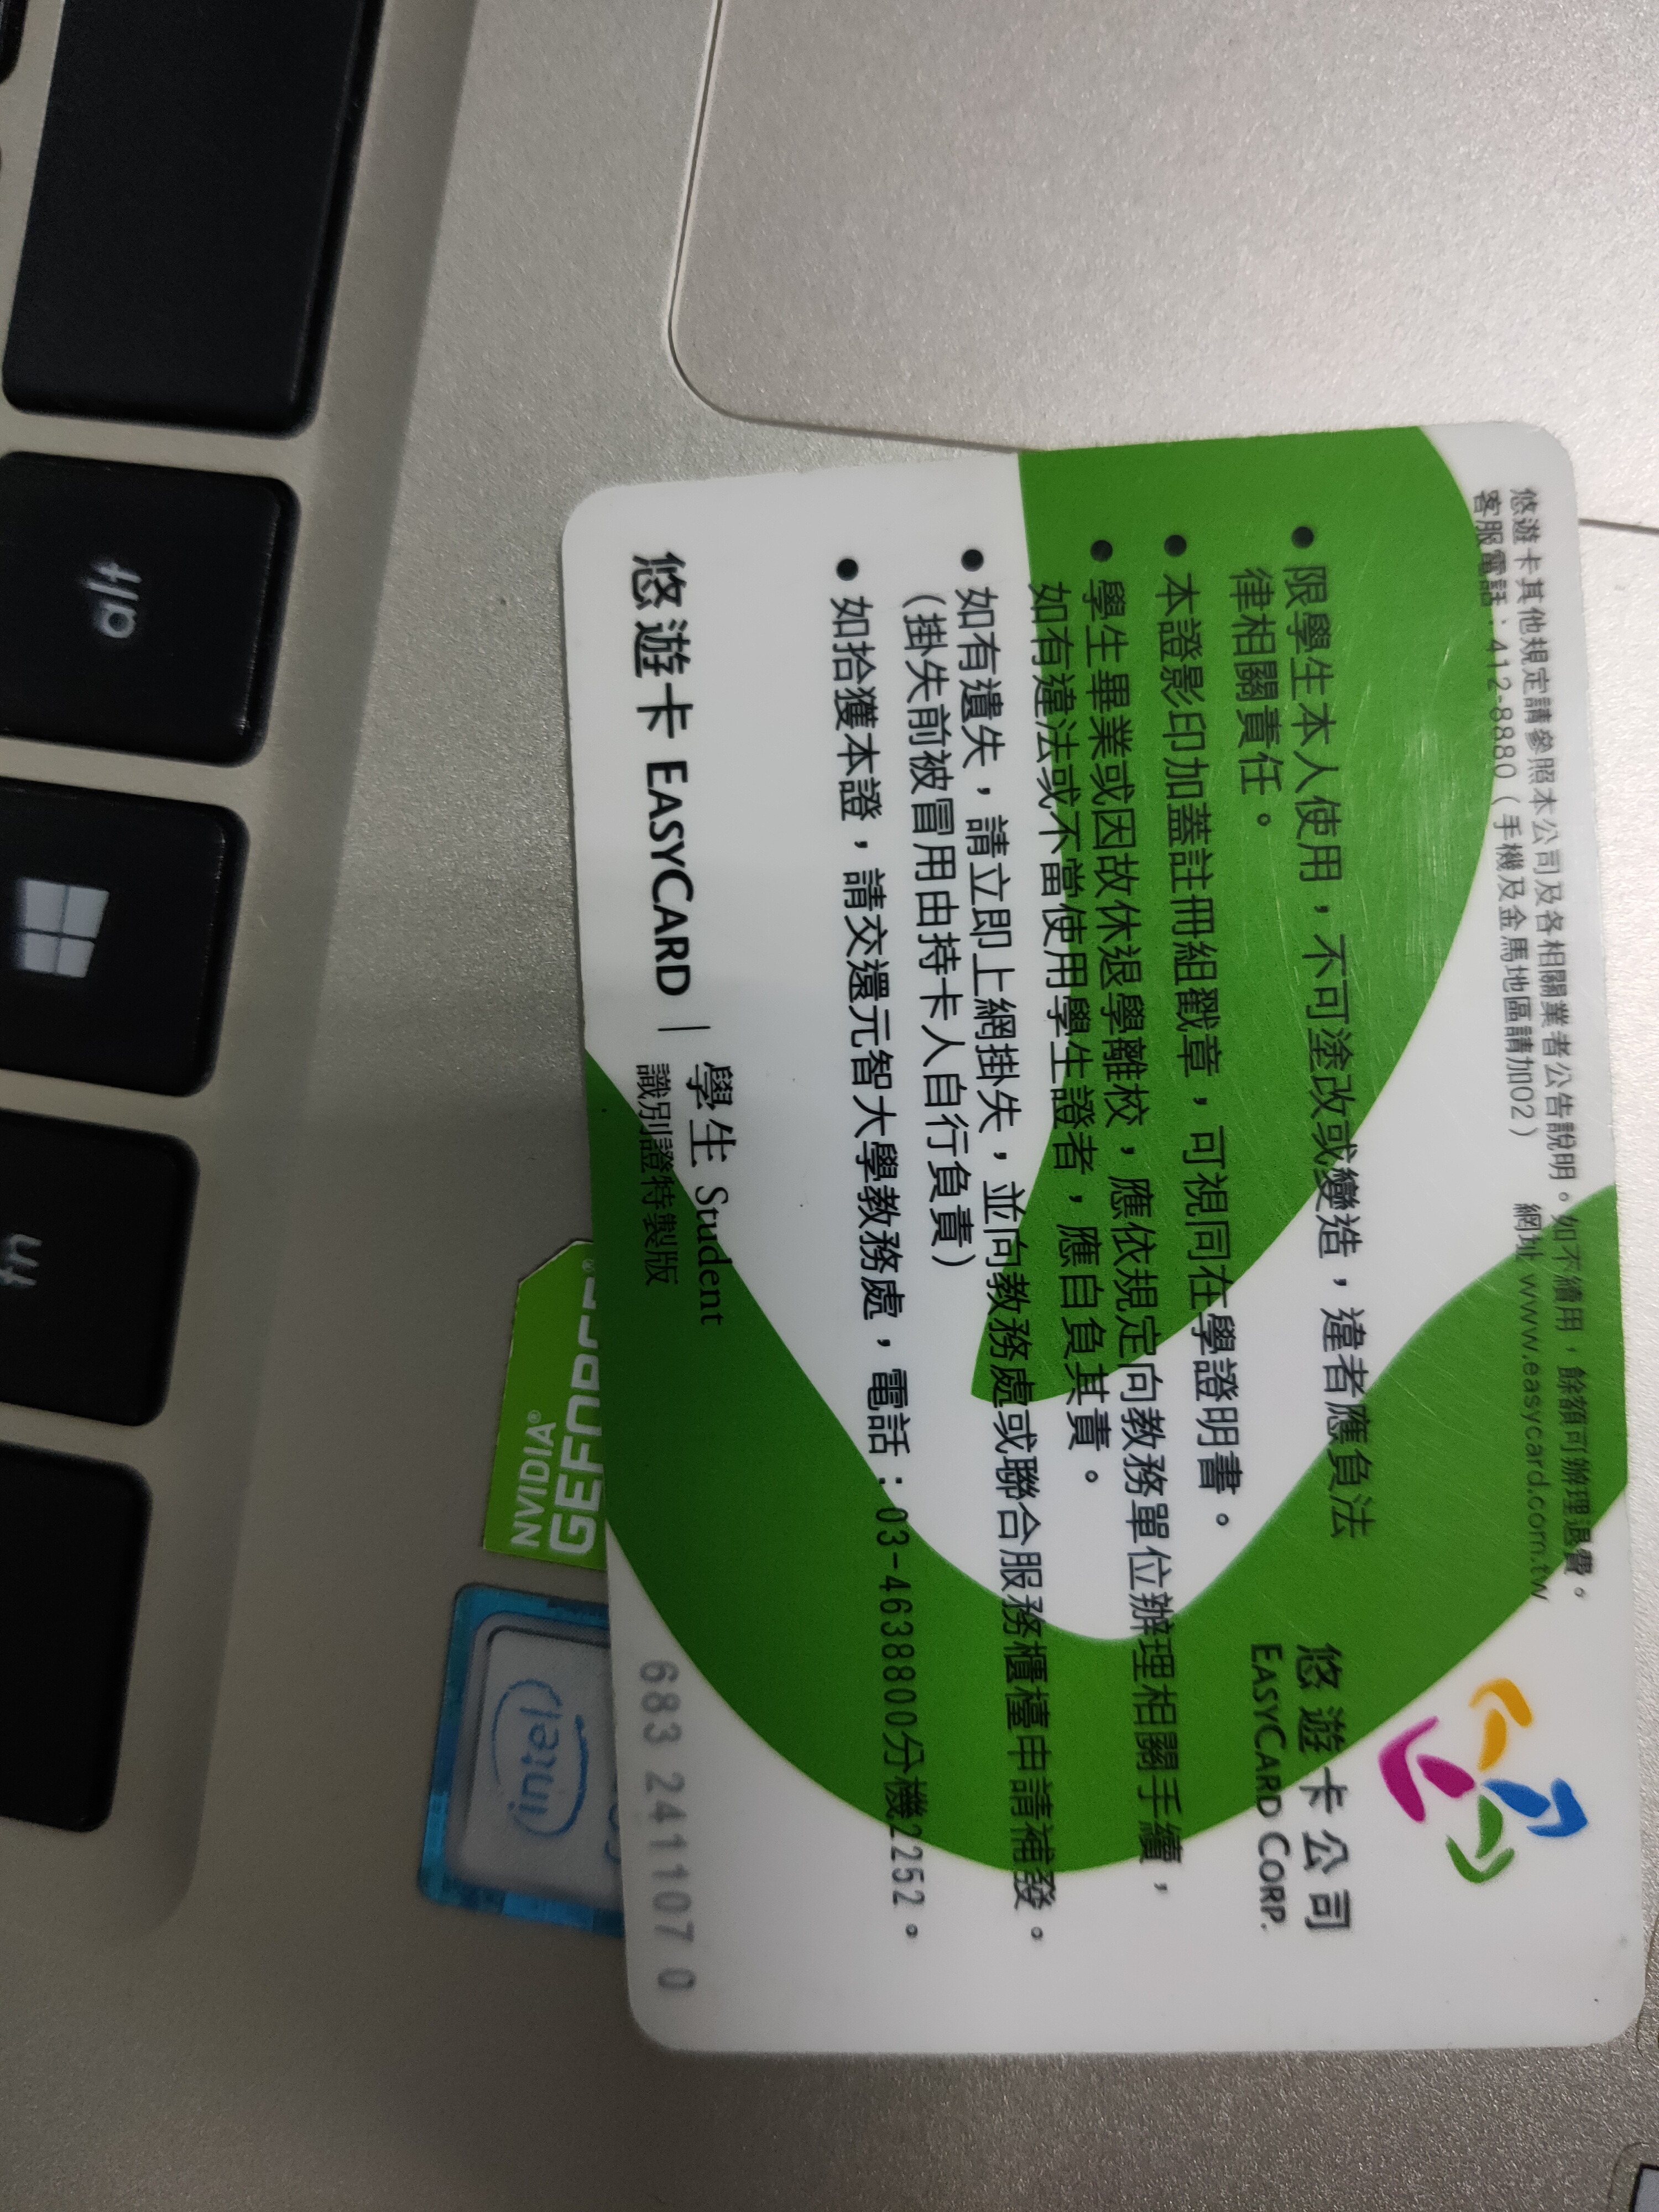 悠遊卡其他規定請參照本公司及各相關業者公告說明。如不續用,餘額可辦理退費。
客服電話:412-8880(手機及金馬地區請加02) 網址 www.easycard.com.tw
悠遊卡公司
EASYCARD CORP.
● 限學生本人使用,不可塗改或變造,違者應負法
律相關責任。
● 本證影印加蓋註冊組戳章,可視同在學證明書。
● 學生畢業或因故休退學離校,應依規定向教務單位辦理相關手續,
如有違法或不當使用學生證者,應自負其責。
● 如有遺失,請立即上網掛失,並向教務處或聯合服務櫃檯申請補發。
(掛失前被冒用由持卡人自行負責)
● 如拾獲本證,請交還元智大學教務處,電話:03-4638800分機2252。
悠遊卡 EASYCARD | 學生 Student
識別證特製版
683 2411107 0
NVIDIA®
GEFORCE®
intel
alt
fn